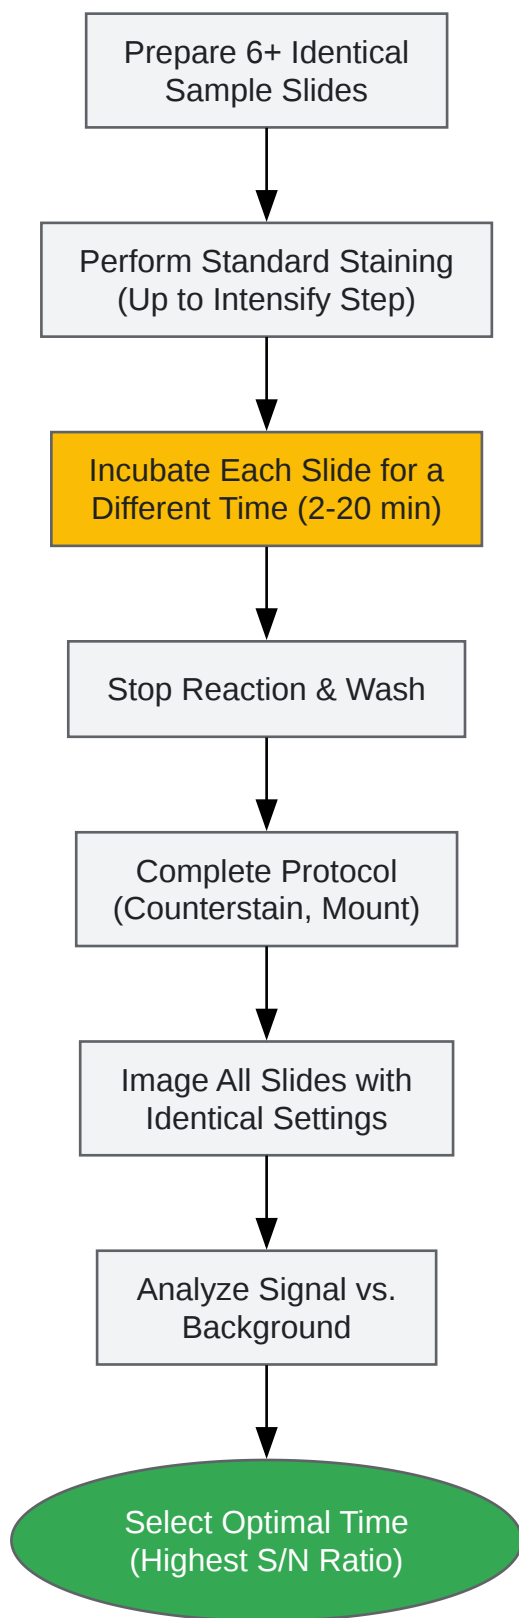 Prepare 6+ Identical
Sample Slides
Perform Standard Staining
(Up to Intensify Step)
Incubate Each Slide for a
Different Time (2-20 min)
Stop Reaction & Wash
Complete Protocol
(Counterstain, Mount)
Image All Slides with
Identical Settings
Analyze Signal vs.
Background
Select Optimal Time
(Highest S/N Ratio)